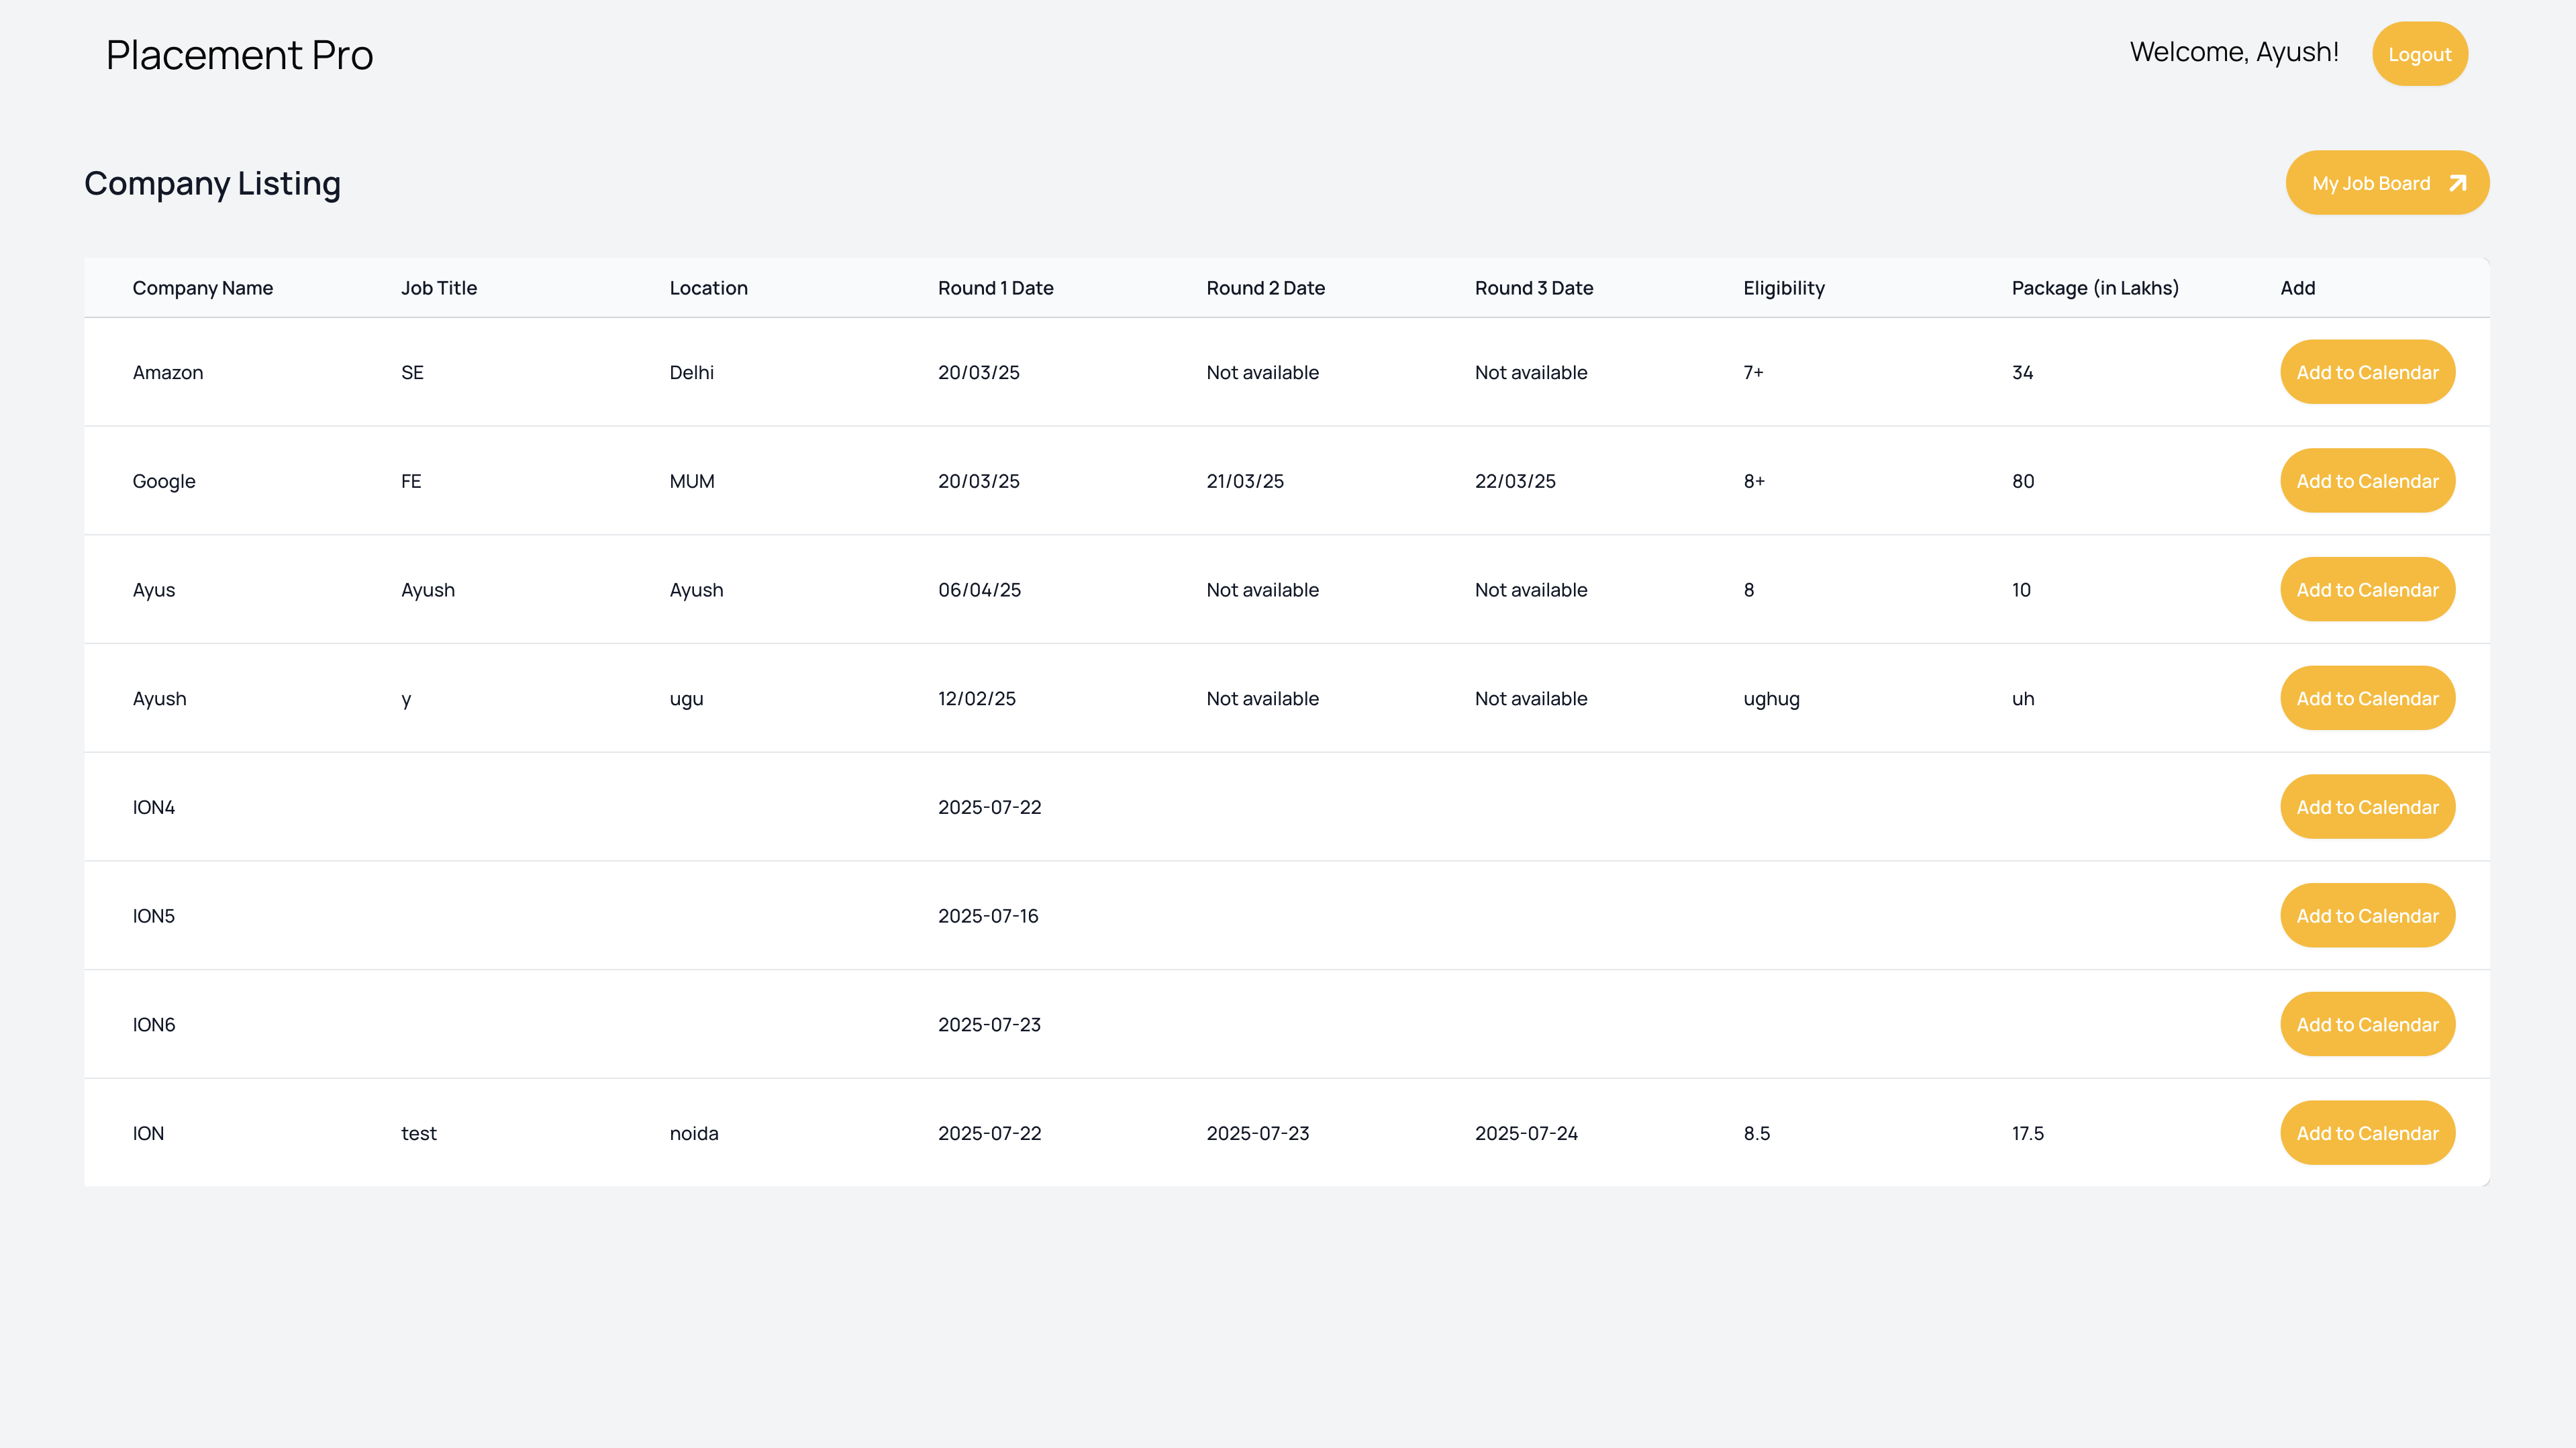 Placement Pro
Welcome, Ayush!
Logout
Company Listing
My Job Board
Company Name Job Title Location Round 1 Date Round 2 Date Round 3 Date Eligibility Package (in Lakhs) Add
Amazon SE Delhi 20/03/25 Not available Not available 7+ 34 Add to Calendar
Google FE MUM 20/03/25 21/03/25 22/03/25 8+ 80 Add to Calendar
Ayus Ayush Ayush 06/04/25 Not available Not available 8 10 Add to Calendar
Ayush y ugu 12/02/25 Not available Not available ughug uh Add to Calendar
ION4 2025-07-22 Add to Calendar
ION5 2025-07-16 Add to Calendar
ION6 2025-07-23 Add to Calendar
ION test noida 2025-07-22 2025-07-23 2025-07-24 8.5 17.5 Add to Calendar